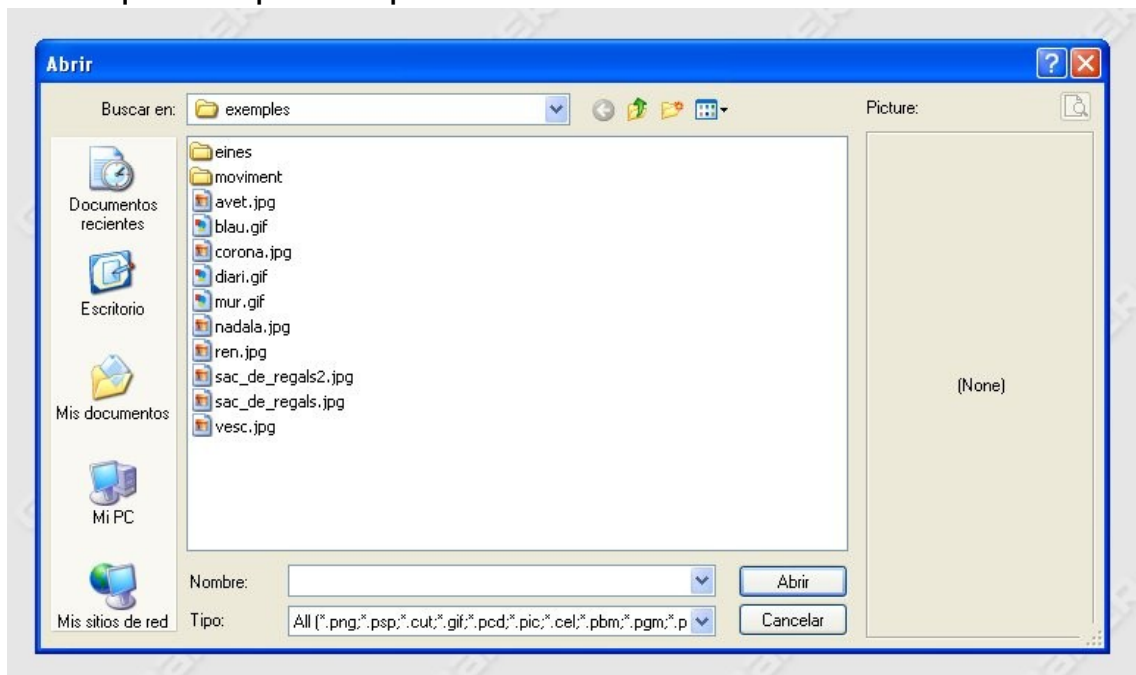 Abrir
Buscar en:
exemples
Picture:
eines
moviment
avet.jpg
blau.gif
corona.jpg
diari.gif
mur.gif
nadala.jpg
ren.jpg
sac_de_regals2.jpg
sac_de_regals.jpg
vesc.jpg
Documentos
recientes
Escritorio
Mis documentos
Mi PC
Mis sitios de red
(None)
Nombre:
Abrir
Tipo:
All (*.png;*.psp;*.cut;*.gif;*.pcd;*.pic;*.cel;*.pbm;*.pgm;*.p
Cancelar